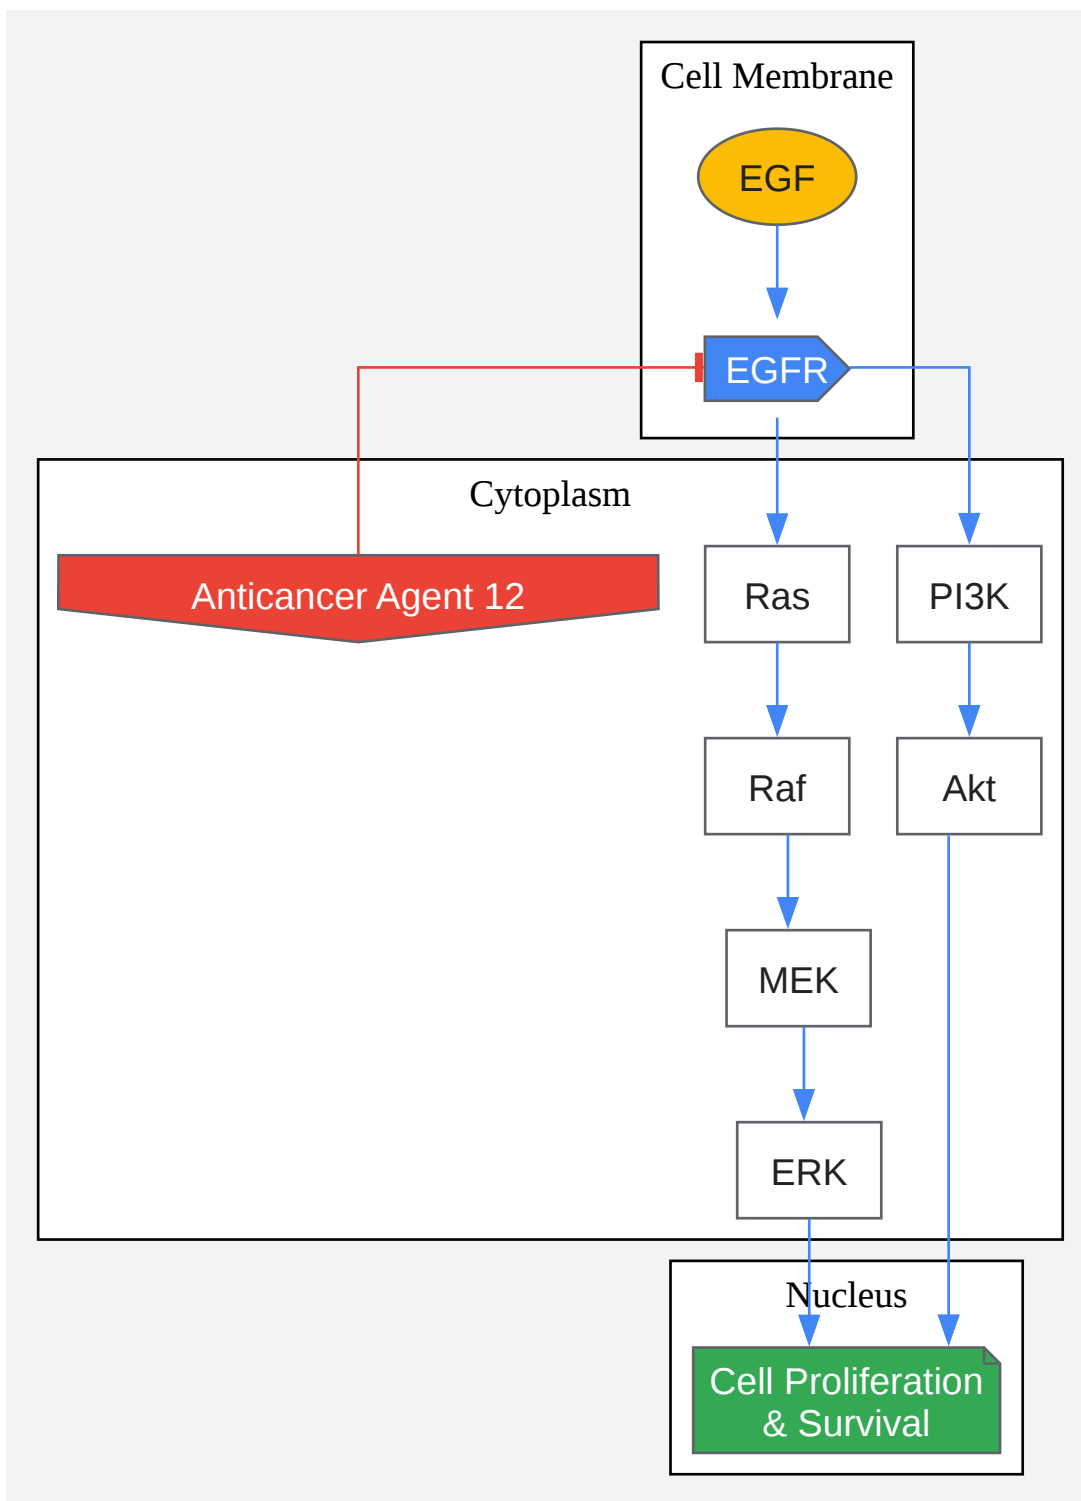 Cell Membrane
EGF
EGFR
Cytoplasm
Anticancer Agent 12
Ras
PI3K
Raf
Akt
MEK
ERK
Nucleus
Cell Proliferation
& Survival